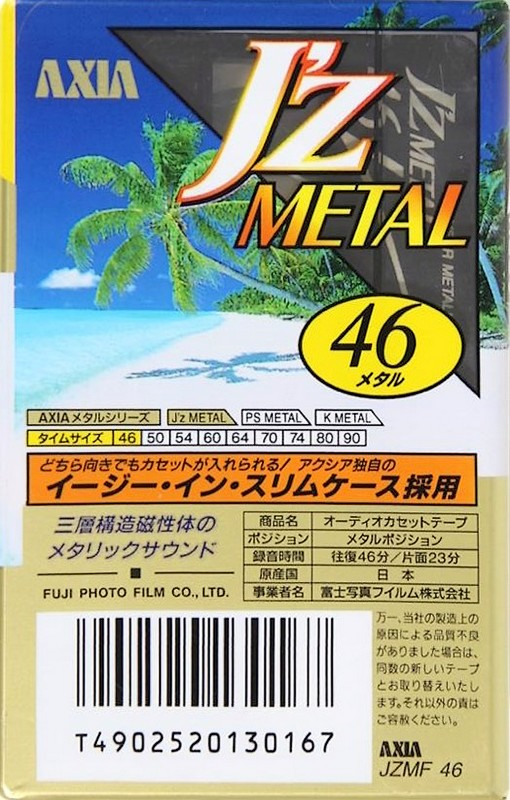 AXIA
J'z
METAL
J'z METAL
46
メタル
AXIAメタルシリーズ J'z METAL PS METAL K METAL
タイムサイズ 46 50 54 60 64 70 74 80 90
どちら向きでもカセットが入れられる! アクシア独自の
イージー・イン・スリムケース採用
三層構造磁性体の
メタリックサウンド
FUJI PHOTO FILM CO., LTD.
商品名 オーディオカセットテープ
ポジション メタルポジション
録音時間 往復46分/片面23分
原産国 日本
事業者名 富士写真フイルム株式会社
T4902520130167
万一、当社の製造上の
原因による品質不良
がありました場合は、
同数の新しいテープ
とお取り替えいたし
ます。それ以外の責は
ご容赦ください。
AXIA
JZMF 46